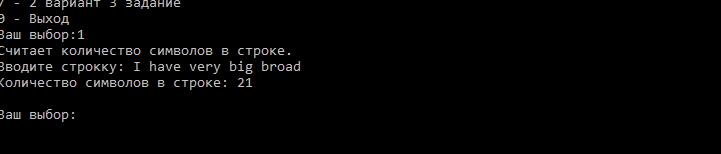 7 - 2 вариант 3 задание
0 - Выход
Ваш выбор:1
Считает количество символов в строке.
Вводите строкку: I have very big broad
Количество символов в строке: 21
Ваш выбор: